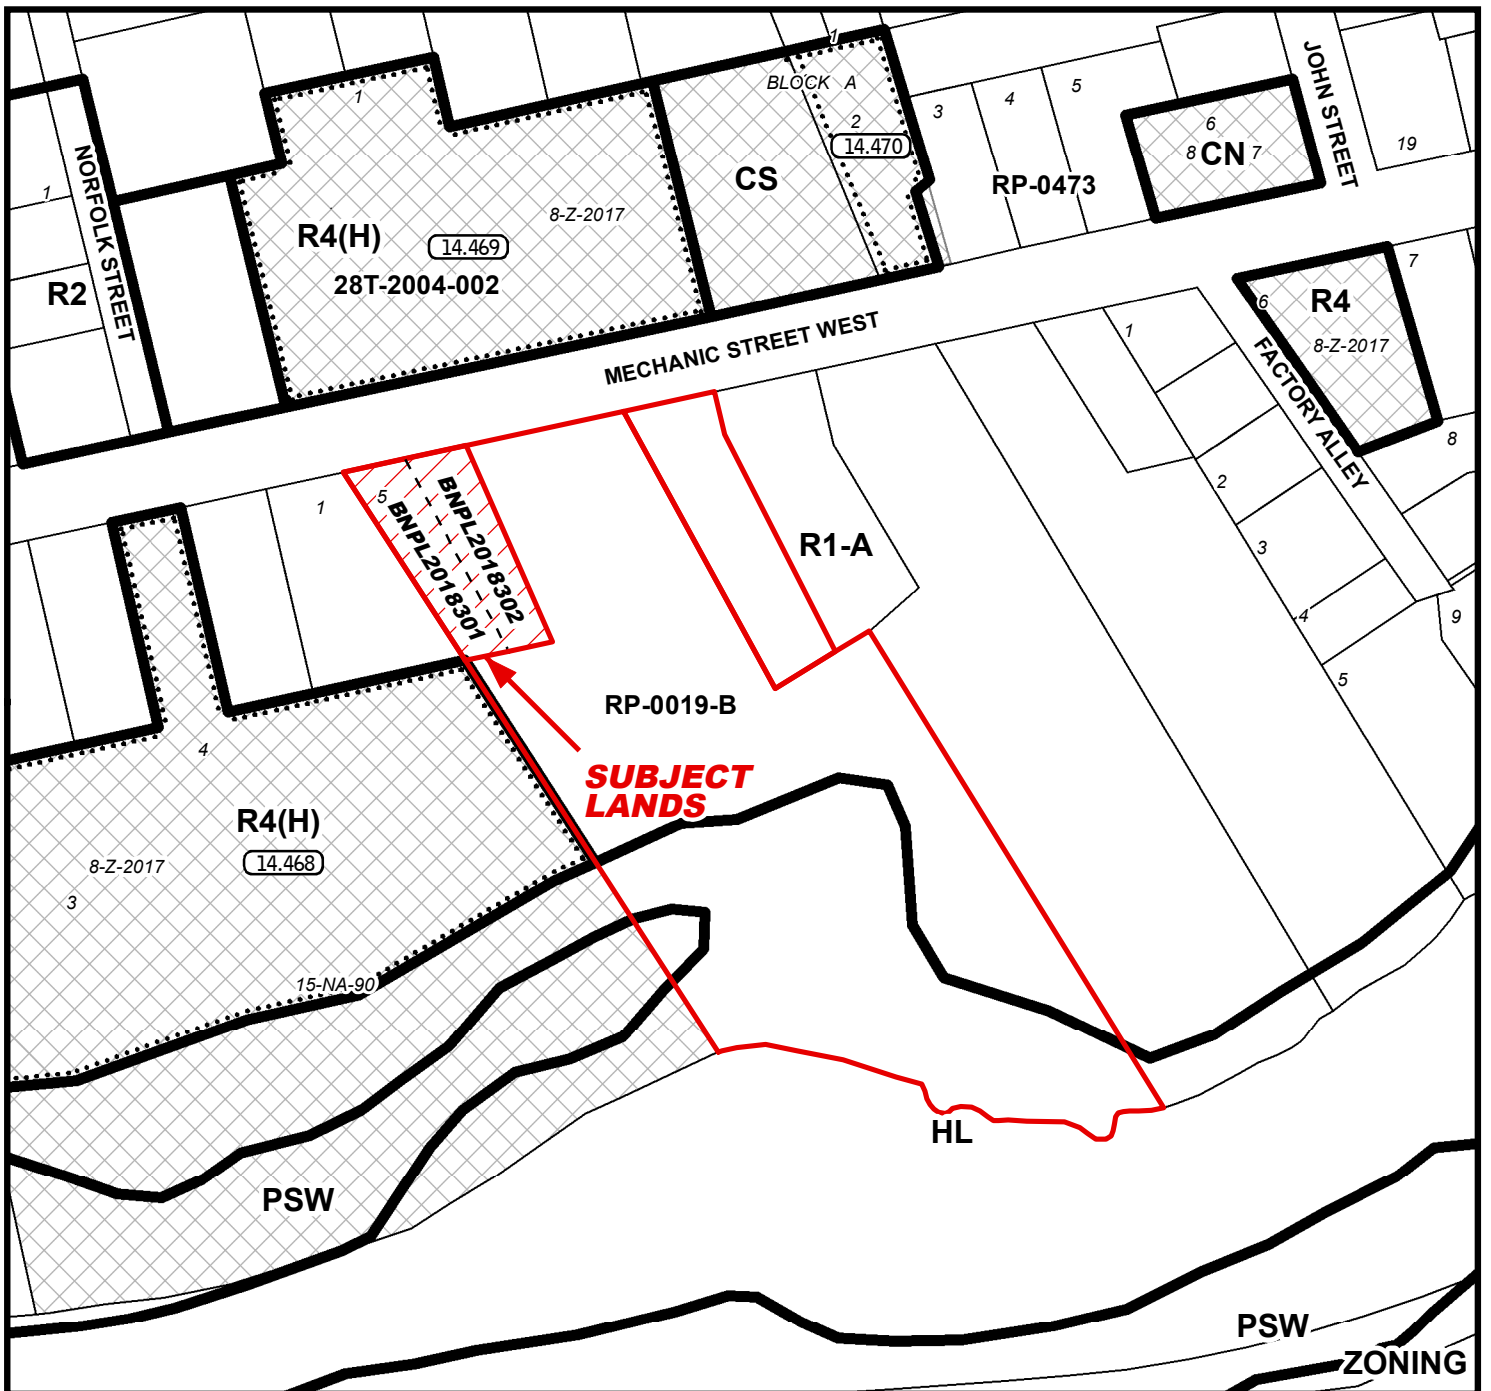 1
BLOCK A
2
14.470
3
4
5
JOHN STREET
6
8 CN 7
19
1
CS
RP-0473
NORFOLK STREET
1
8-Z-2017
R4(H)
14.469
28T-2004-002
R2
7
6
R4
8-Z-2017
MECHANIC STREET WEST
1
FACTORY ALLEY
8
2
3
4
5
9
1
5
BNPL2018302
BNPL2018301
R1-A
RP-0019-B
SUBJECT
LANDS
4
R4(H)
14.468
8-Z-2017
3
15-NA-90
HL
PSW
PSW
ZONING